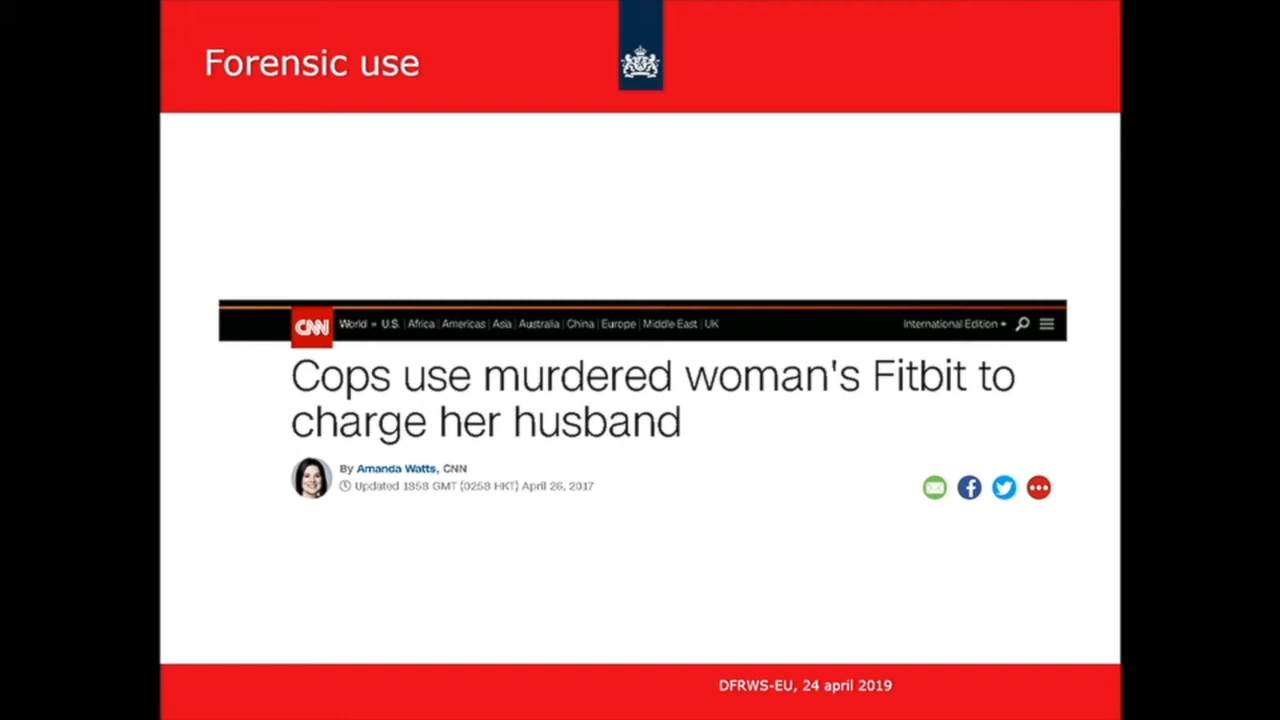 Forensic use
CNN World + U.S. | Africa | Americas | Asia | Australia | China | Europe | Middle East | UK International Edition +
Cops use murdered woman's Fitbit to
charge her husband
By Amanda Watts, CNN
Updated 1858 GMT (0258 HKT) April 26, 2017
DFRWS-EU, 24 april 2019